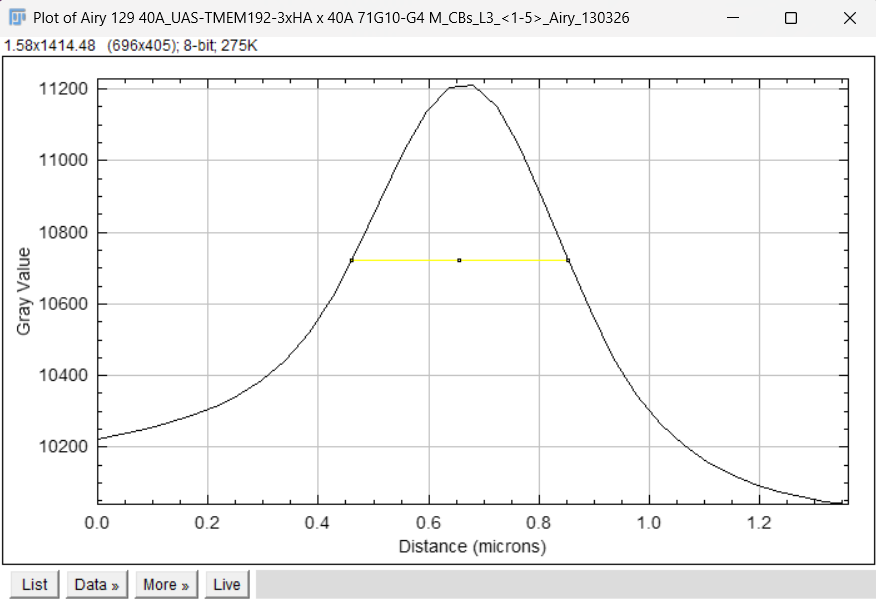 Plot of Airy 129 40A_UAS-TMEM192-3xHA x 40A 71G10-G4 M_CBs_L3_<1-5>_Airy_130326
1.58x1414.48 (696x405); 8-bit; 275K
11200
11000
10800
10600
10400
10200
Gray Value
0.0 0.2 0.4 0.6 0.8 1.0 1.2
Distance (microns)
List Data » More » Live